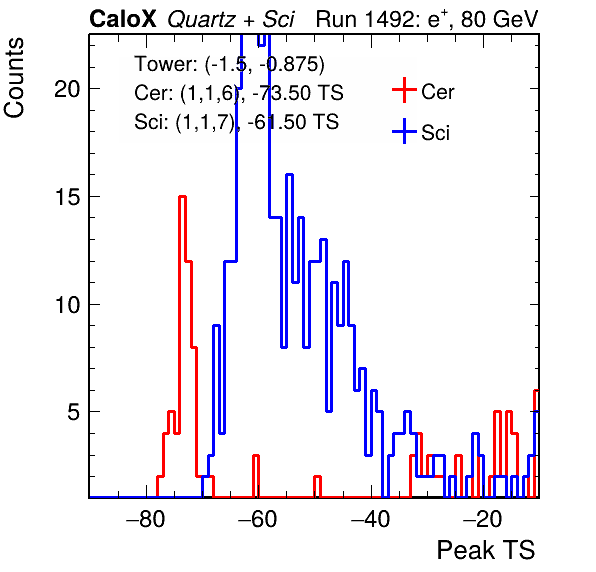 CaloX Quartz + Sci Run 1492: e+, 80 GeV
Counts
Tower: (-1.5, -0.875)
Cer: (1,1,6), -73.50 TS
Sci: (1,1,7), -61.50 TS
Cer
Sci
20
15
10
5
−80 −60 −40 −20
Peak TS